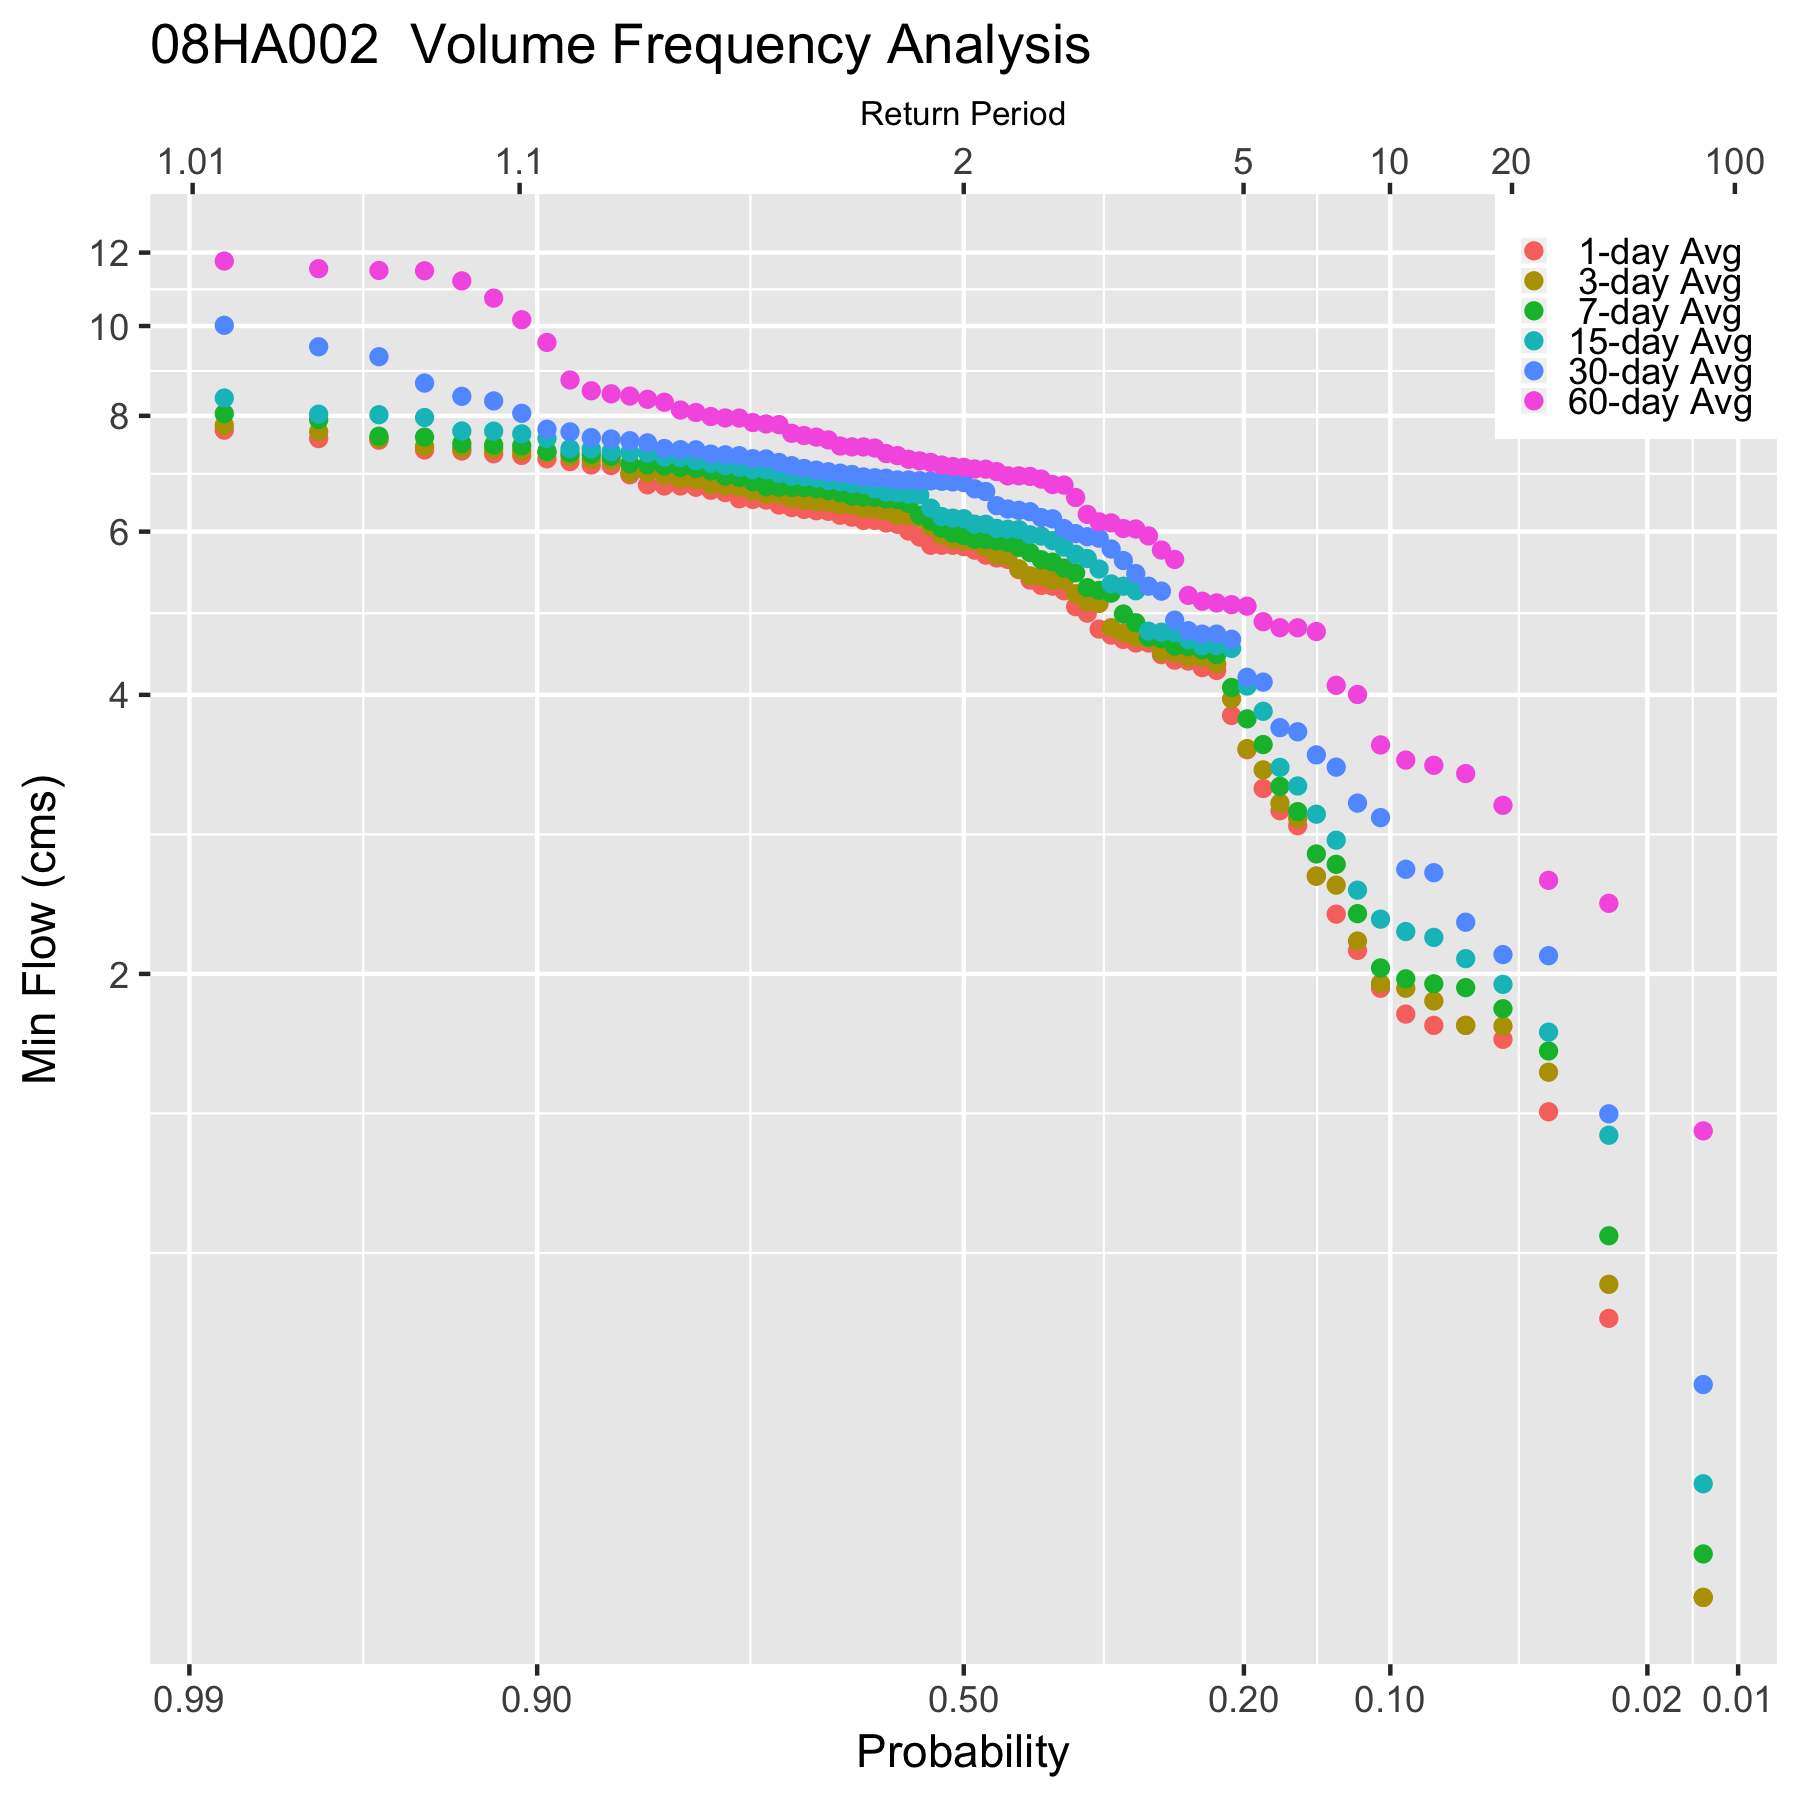 08HA002  Volume Frequency Analysis
Return Period
1.01 1.1 2 5 10 20 100
12
10
8
6
4
2
Min Flow (cms)
1-day Avg
3-day Avg
7-day Avg
15-day Avg
30-day Avg
60-day Avg
0.99 0.90 0.50 0.20 0.10 0.02 0.01
Probability